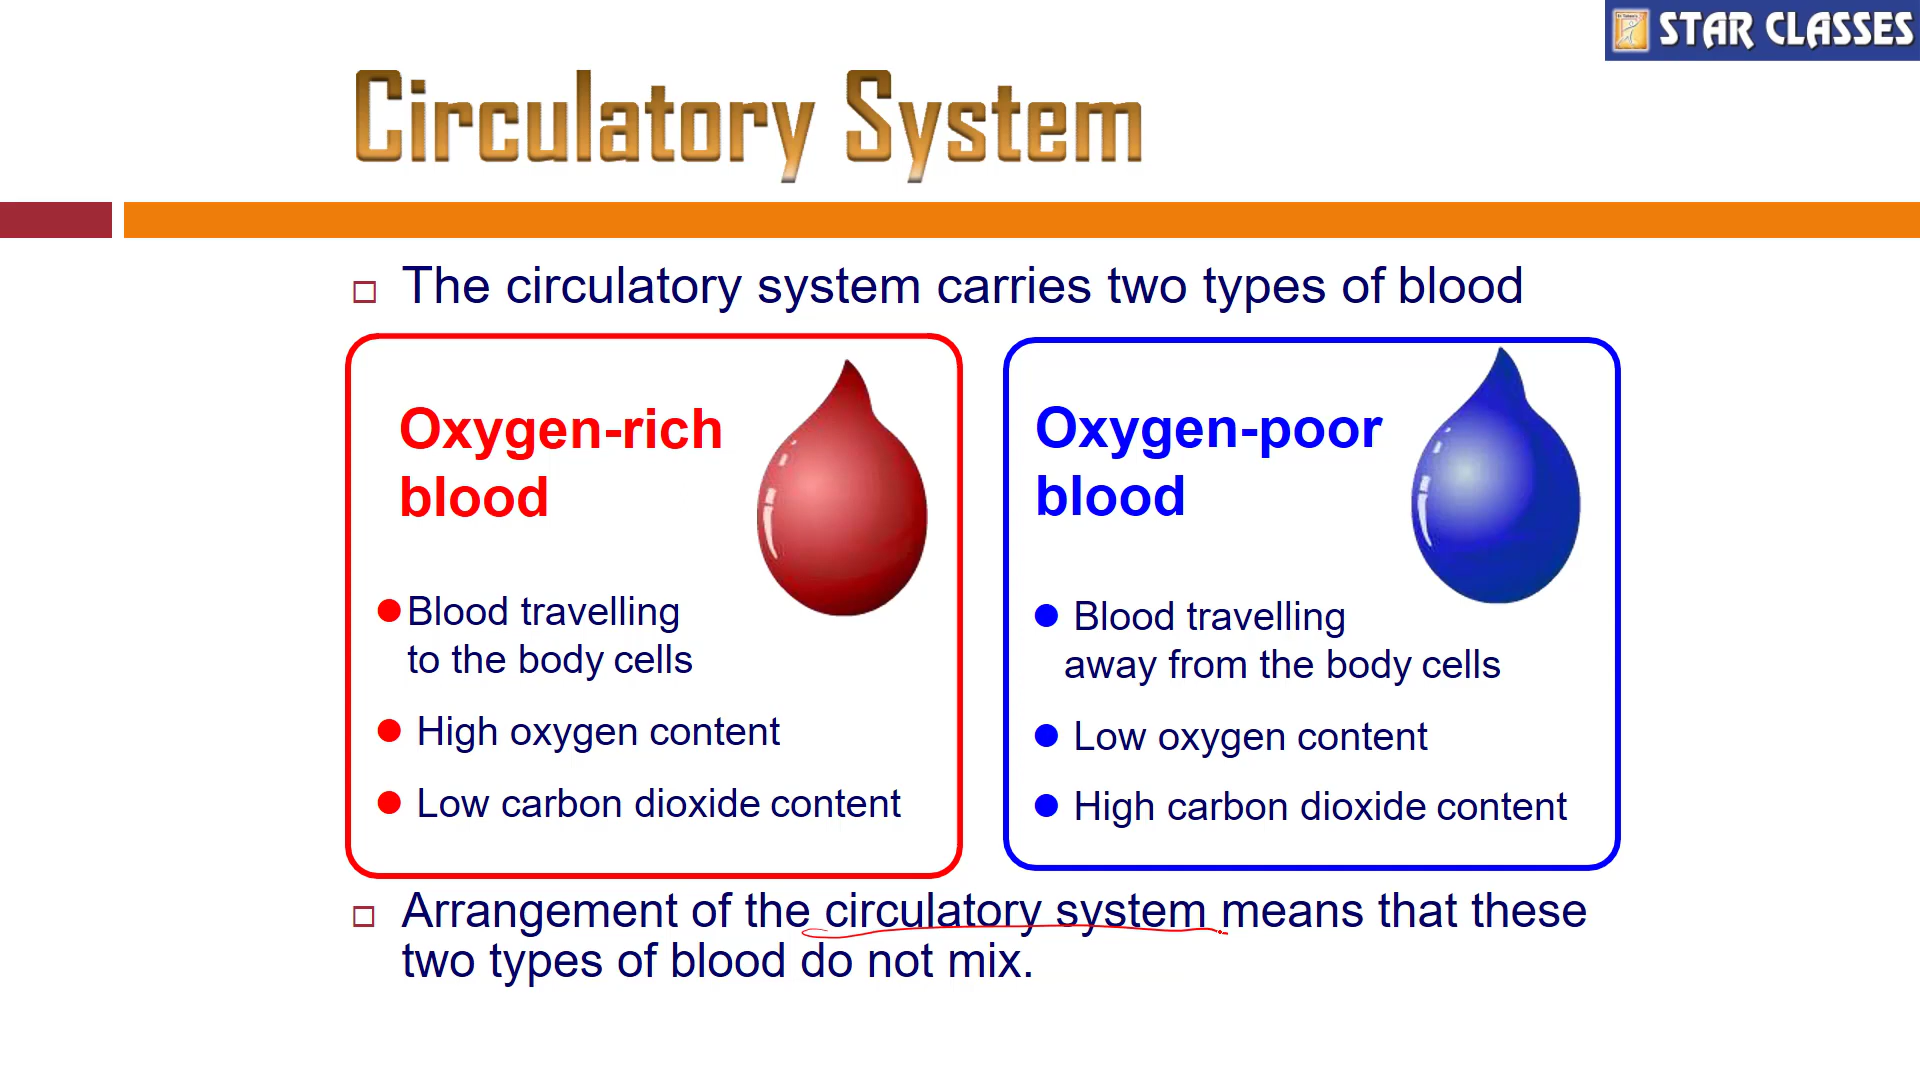 STAR CLASSES
Circulatory System
The circulatory system carries two types of blood
Oxygen-rich
blood
Blood travelling
to the body cells
High oxygen content
Low carbon dioxide content
Oxygen-poor
blood
Blood travelling
away from the body cells
Low oxygen content
High carbon dioxide content
Arrangement of the circulatory system means that these
two types of blood do not mix.